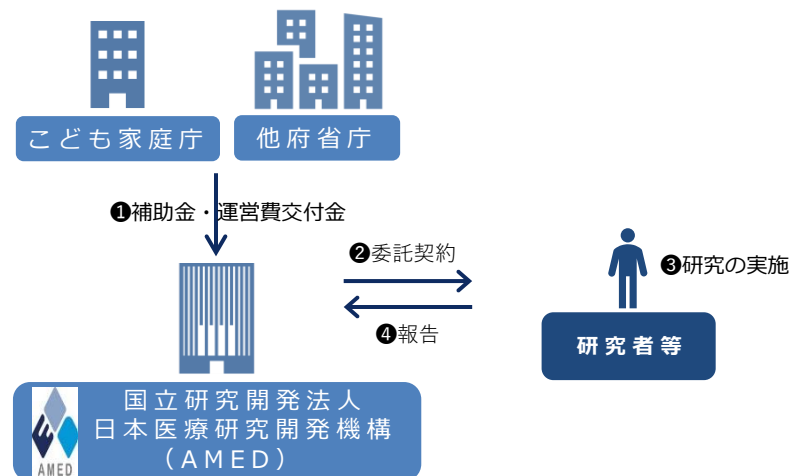 こども家庭庁
他府省庁
❶補助金・運営費交付金
❷委託契約
❸研究の実施
❹報告
研究者等
国立研究開発法人
日本医療研究開発機構
（AMED）
AMED